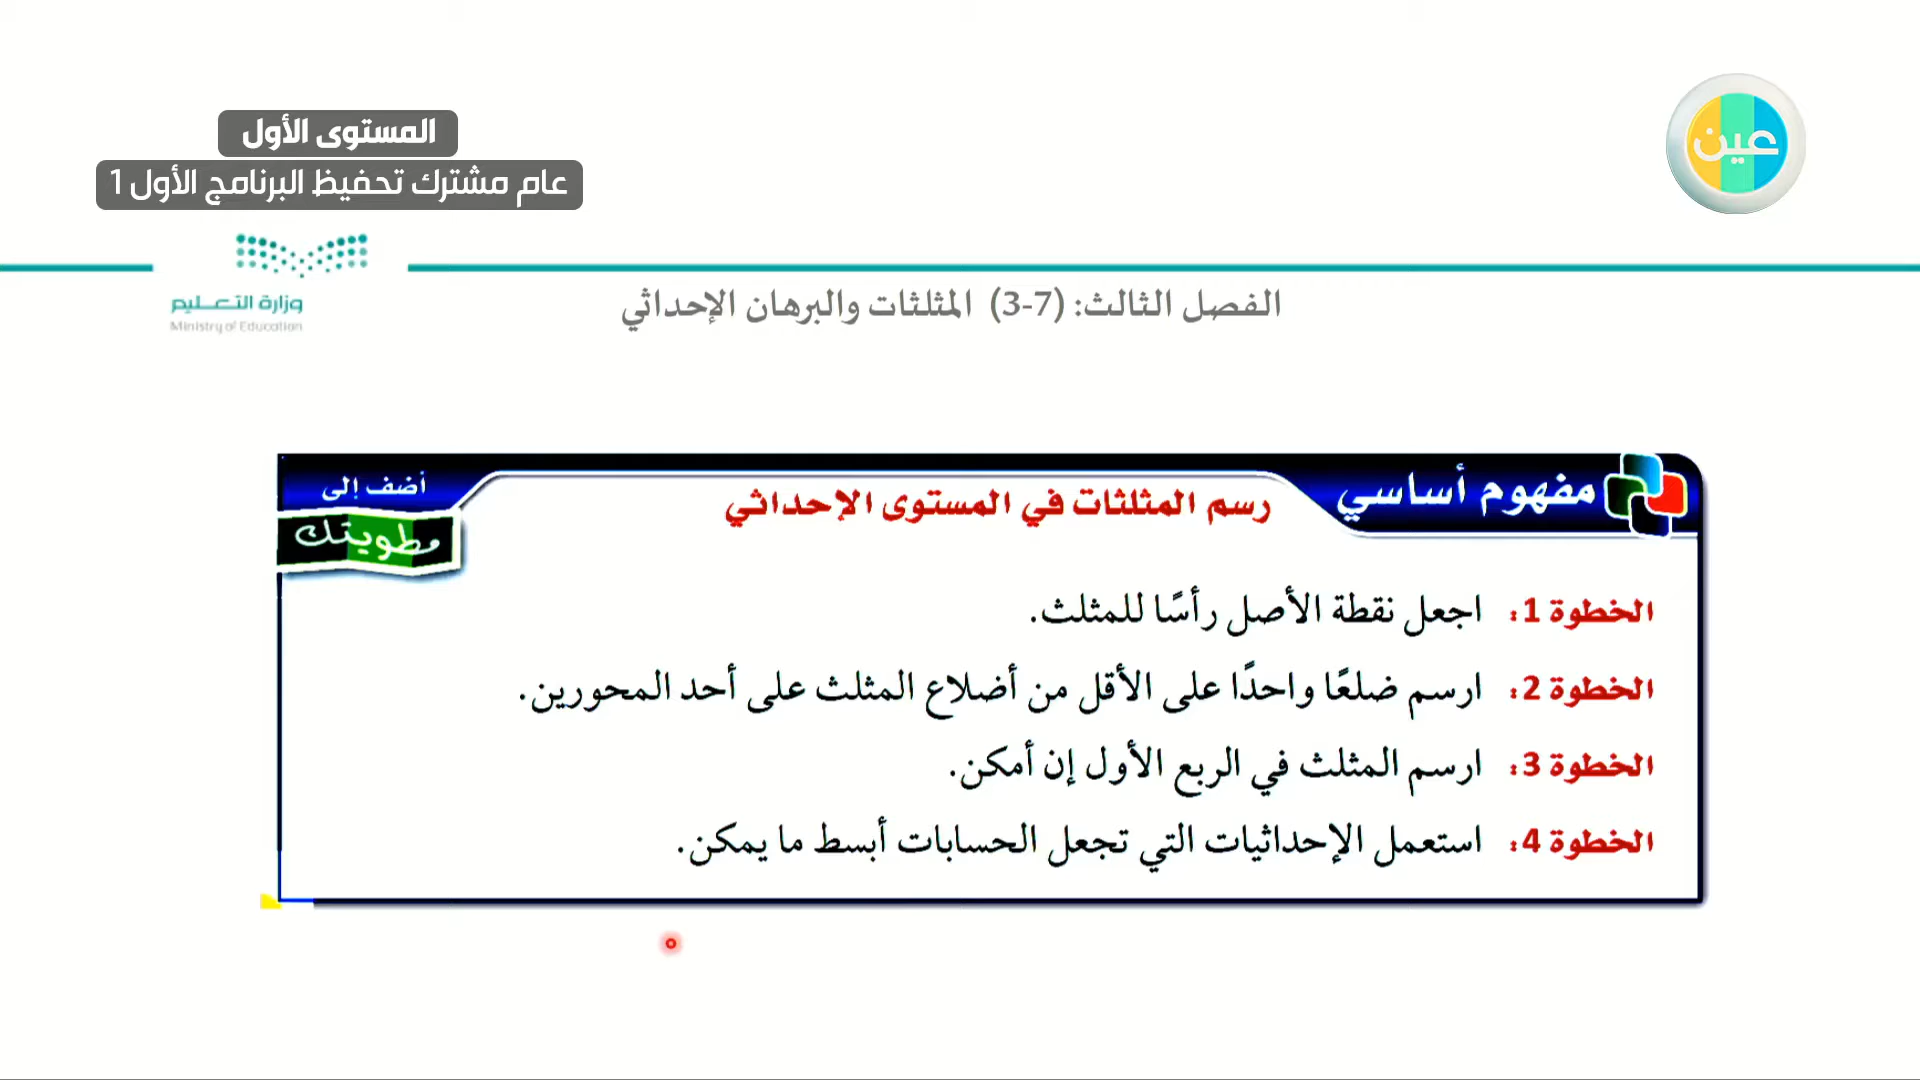 المستوى الأول
عام مشترك تحفيظ البرنامج الأول 1
عين
وزارة التعليم
Ministry of Education
الفصل الثالث: (7-3) المثلثات والبرهان الإحداثي
مفهوم أساسي
رسم المثلثات في المستوى الإحداثي
أضف إلى
مطويتك
الخطوة 1: اجعل نقطة الأصل رأسًا للمثلث.
الخطوة 2: ارسم ضلعًا واحدًا على الأقل من أضلاع المثلث على أحد المحورين.
الخطوة 3: ارسم المثلث في الربع الأول إن أمكن.
الخطوة 4: استعمل الإحداثيات التي تجعل الحسابات أبسط ما يمكن.